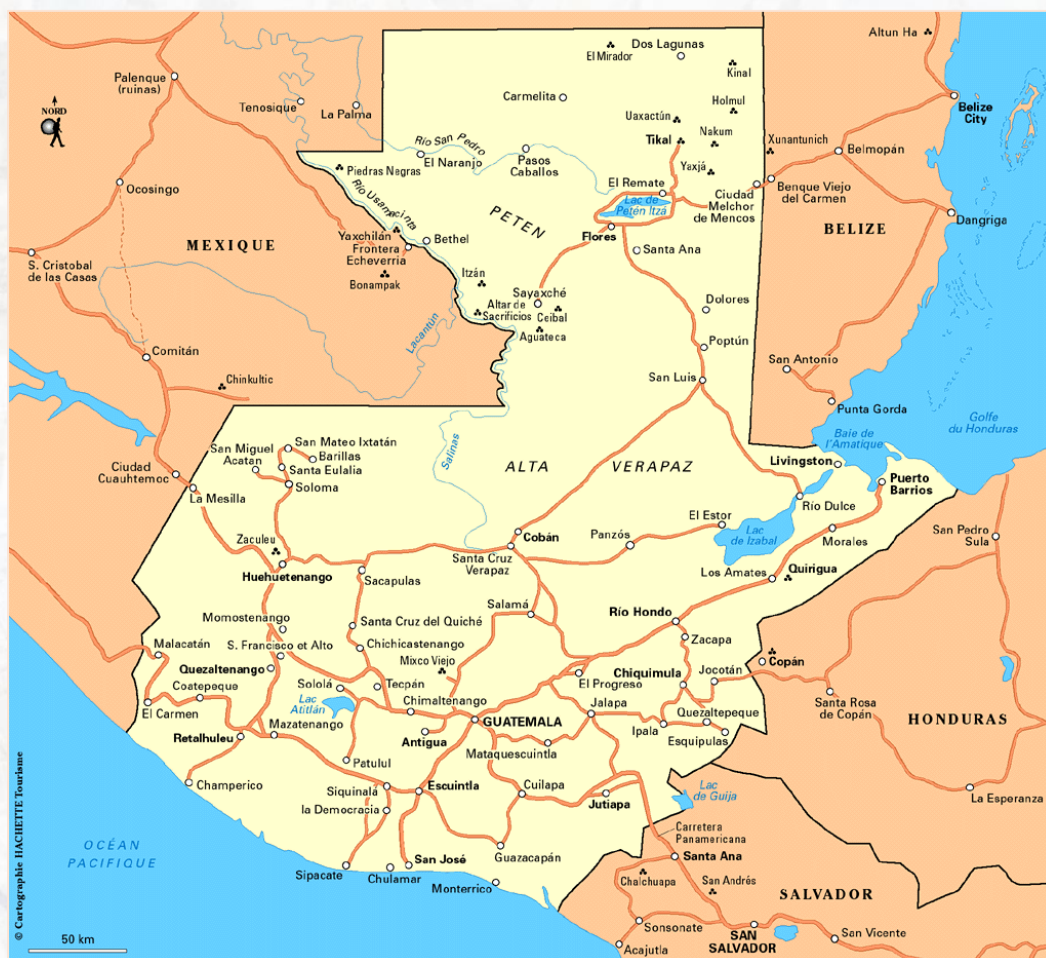 Altun Ha
Dos Lagunas
El Mirador
Kinal
Palenque
(ruinas)
Tenosique
La Palma
NORD
Carmelita
Holmul
Belize
City
Uaxactún
Nakum
Tikal
Xunantunich
Belmopán
Río San Pedro
El Naranjo
Pasos
Caballos
Yaxjá
Piedras Negras
Río Usumacinta
El Remate
Ciudad
Melchor
de Mencos
Benque Viejo
del Carmen
Ocosingo
Lac de
Petén Itzá
PETEN
Dangriga
BELIZE
Yaxchilán
Frontera
Echeverria
Bethel
Flores
Santa Ana
MEXIQUE
S. Cristobal
de las Casas
Bonampak
Itzán
Sayaxché
Dolores
Altar de
Sacrificios
Ceibal
Aguateca
Lacantún
Poptún
Comitán
San Antonio
Chinkultic
San Luis
Punta Gorda
Golfe
du Honduras
Baie de
l'Amatique
San Mateo Ixtatán
San Miguel
Acatan
Barillas
Santa Eulalia
Soloma
Salinas
ALTA VERAPAZ
Livingston
Puerto
Barrios
Ciudad
Cuauhtemoc
La Mesilla
Río Dulce
El Estor
Lac
de Izabal
Cobán
Panzós
Morales
San Pedro
Sula
Zaculeu
Santa Cruz
Verapaz
Huehuetenango
Sacapulas
Los Amates
Quirigua
Salamá
Río Hondo
Momostenango
Santa Cruz del Quiché
Malacatán
S. Francisco et Alto
Chichicastenango
Zacapa
Mixco Viejo
Copán
Quezaltenango
Chiquimula
Jocotán
Coatepeque
Sololá
Tecpán
El Progreso
Santa Rosa
de Copán
El Carmen
Lac
Atitlán
Chimaltenango
Jalapa
Quezaltepeque
GUATEMALA
HONDURAS
Mazatenango
Retalhuleu
Antigua
Ipala
Esquipulas
Mataquescuintla
Patulul
Champerico
Siquinalá
Escuintla
Cuilapa
Lac
de Guija
la Democracia
Jutiapa
La Esperanza
Carretera
Panamericana
OCÉAN
PACIFIQUE
San José
Guazacapán
Santa Ana
Sipacate
Chulamar
Monterrico
Chalchuapa
San Andrés
SALVADOR
Sonsonate
SAN
SALVADOR
San Vicente
Acajutla
50 km
© Cartographie HACHETTE Tourisme